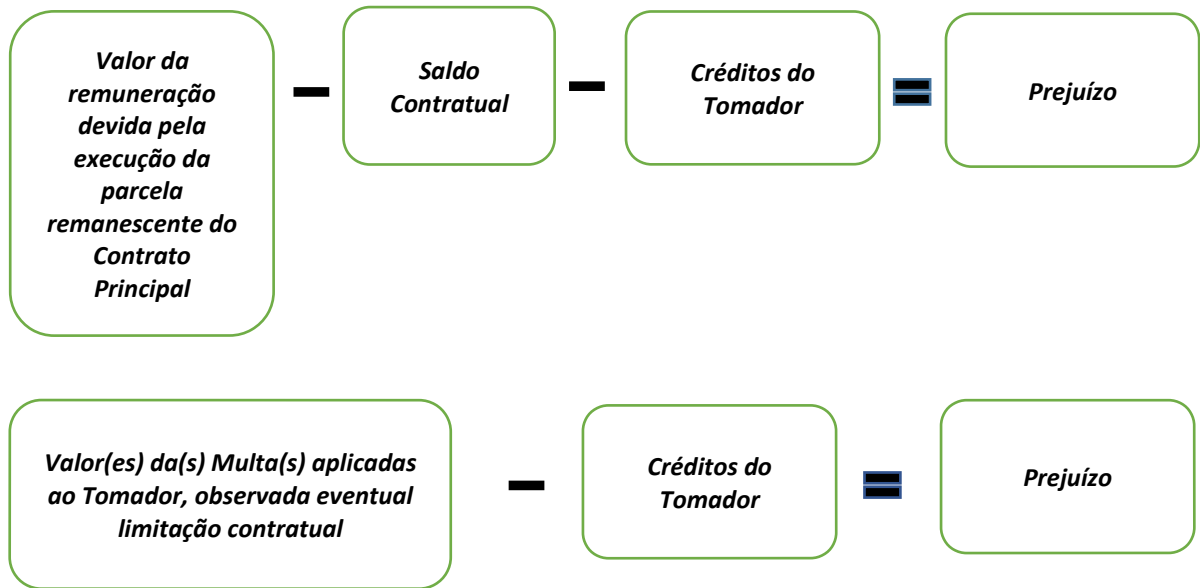 Valor da
remuneração
devida pela
execução da
parcela
remanescente do
Contrato
Principal
Saldo
Contratual
Créditos do
Tomador
Prejuízo
Valor(es) da(s) Multa(s) aplicadas
ao Tomador, observada eventual
limitação contratual
Créditos do
Tomador
Prejuízo